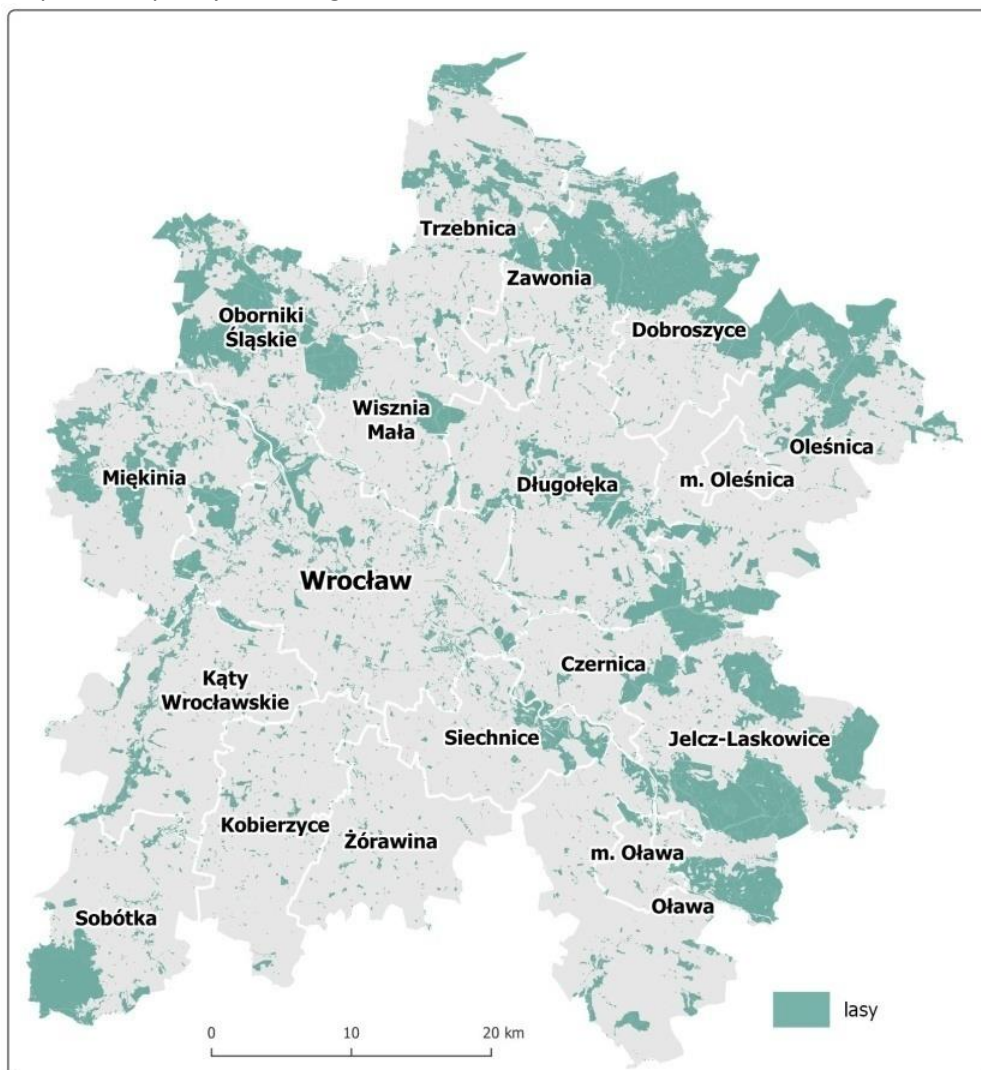 Trzebnica
Zawonia
Oborniki
Śląskie
Dobroszyce
Wisznia
Mała
Oleśnica
Miękinia
Długołęka
m. Oleśnica
Wrocław
Czernica
Kąty
Wrocławskie
Siechnice
Jelcz-Laskowice
Kobierzyce
Żórawina
m. Oława
Oława
Sobótka
lasy
0 10 20 km